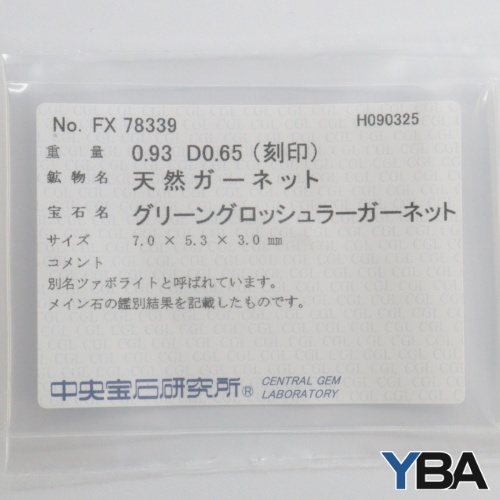 No. FX 78339 H090325
重 量 0.93 D0.65 (刻印)
鉱物名 天然ガーネット
宝石名 グリーングロッシュラーガーネット
サイズ 7.0 × 5.3 × 3.0 mm
コメント
別名ツァボライトと呼ばれています。
メイン石の鑑別結果を記載したものです。
中央宝石研究所® CENTRAL GEM
LABORATORY
YBA